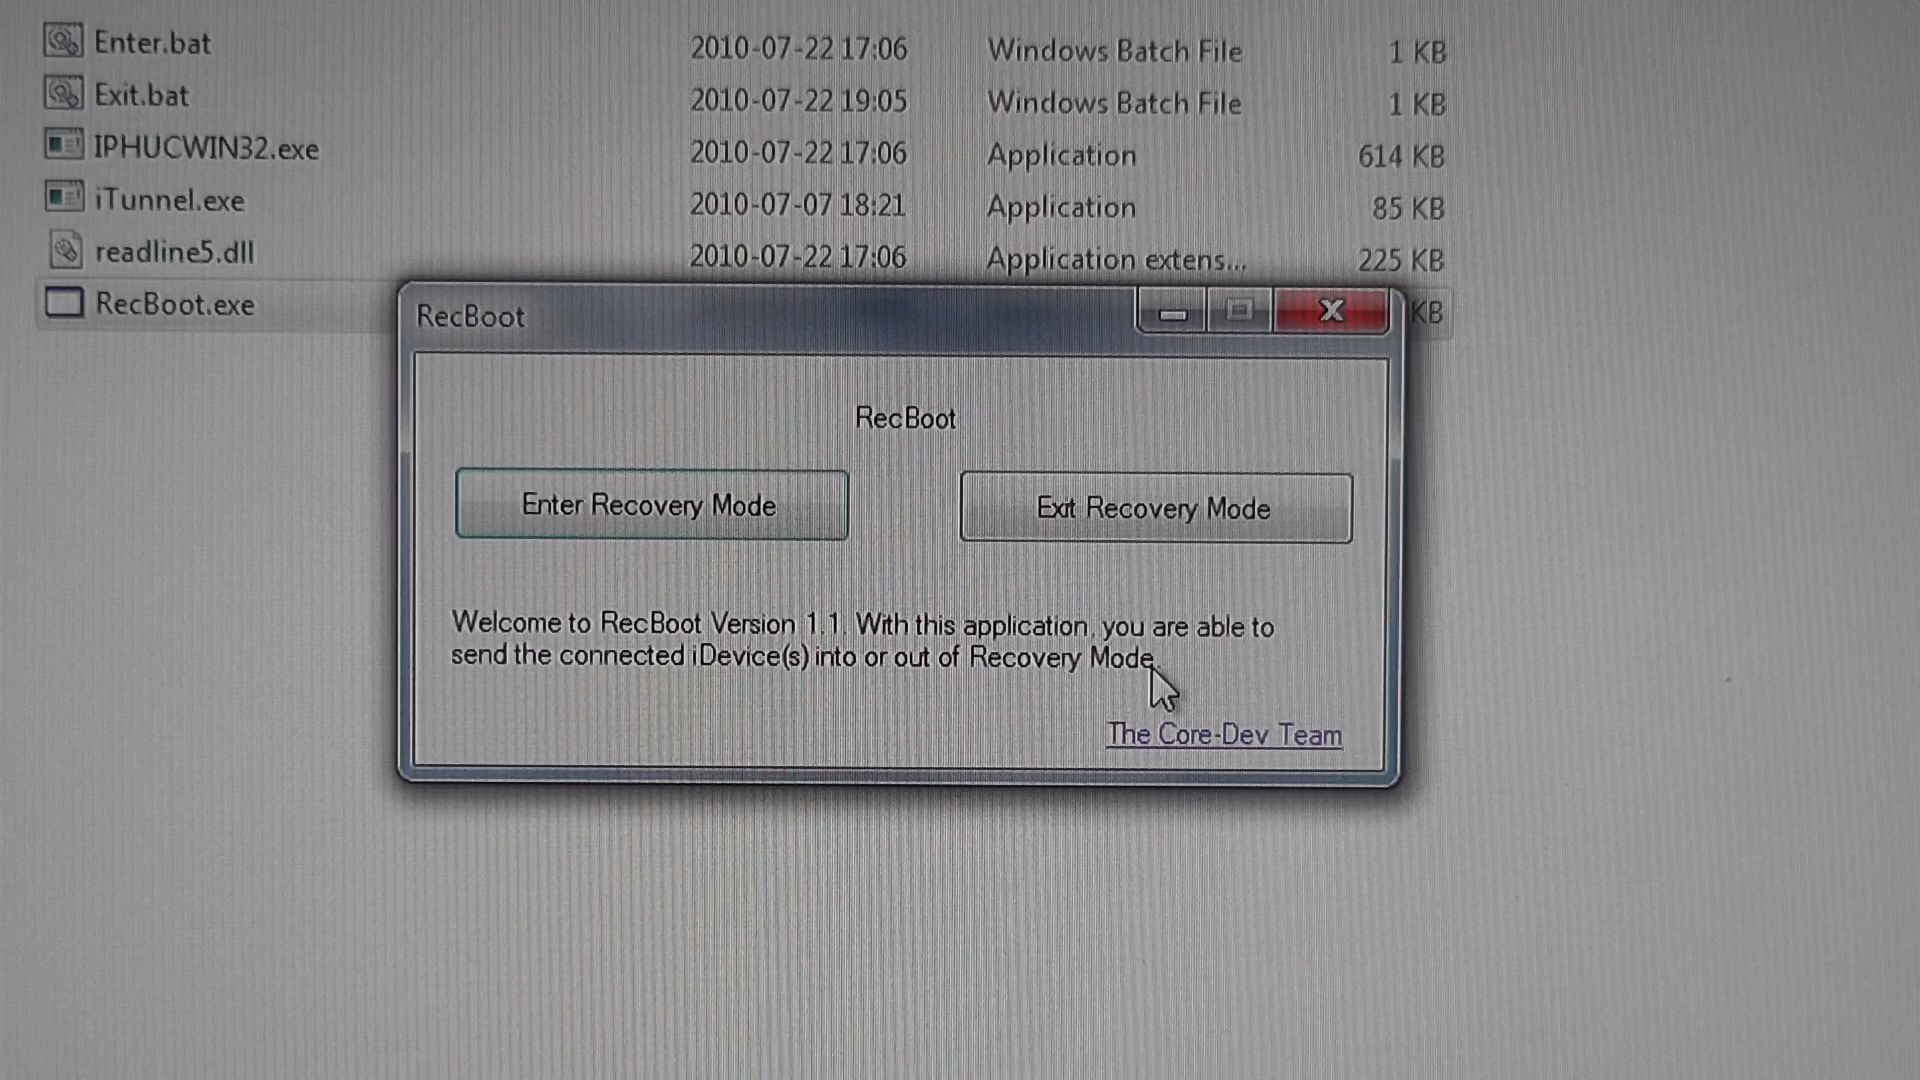 Enter.bat 2010-07-22 17:06 Windows Batch File 1 KB
Exit.bat 2010-07-22 19:05 Windows Batch File 1 KB
IPHUCWIN32.exe 2010-07-22 17:06 Application 614 KB
iTunnel.exe 2010-07-07 18:21 Application 85 KB
readline5.dll 2010-07-22 17:06 Application extens... 225 KB
RecBoot.exe KB
RecBoot
RecBoot
Enter Recovery Mode Exit Recovery Mode
Welcome to RecBoot Version 1.1. With this application, you are able to
send the connected iDevice(s) into or out of Recovery Mode.
The Core-Dev Team